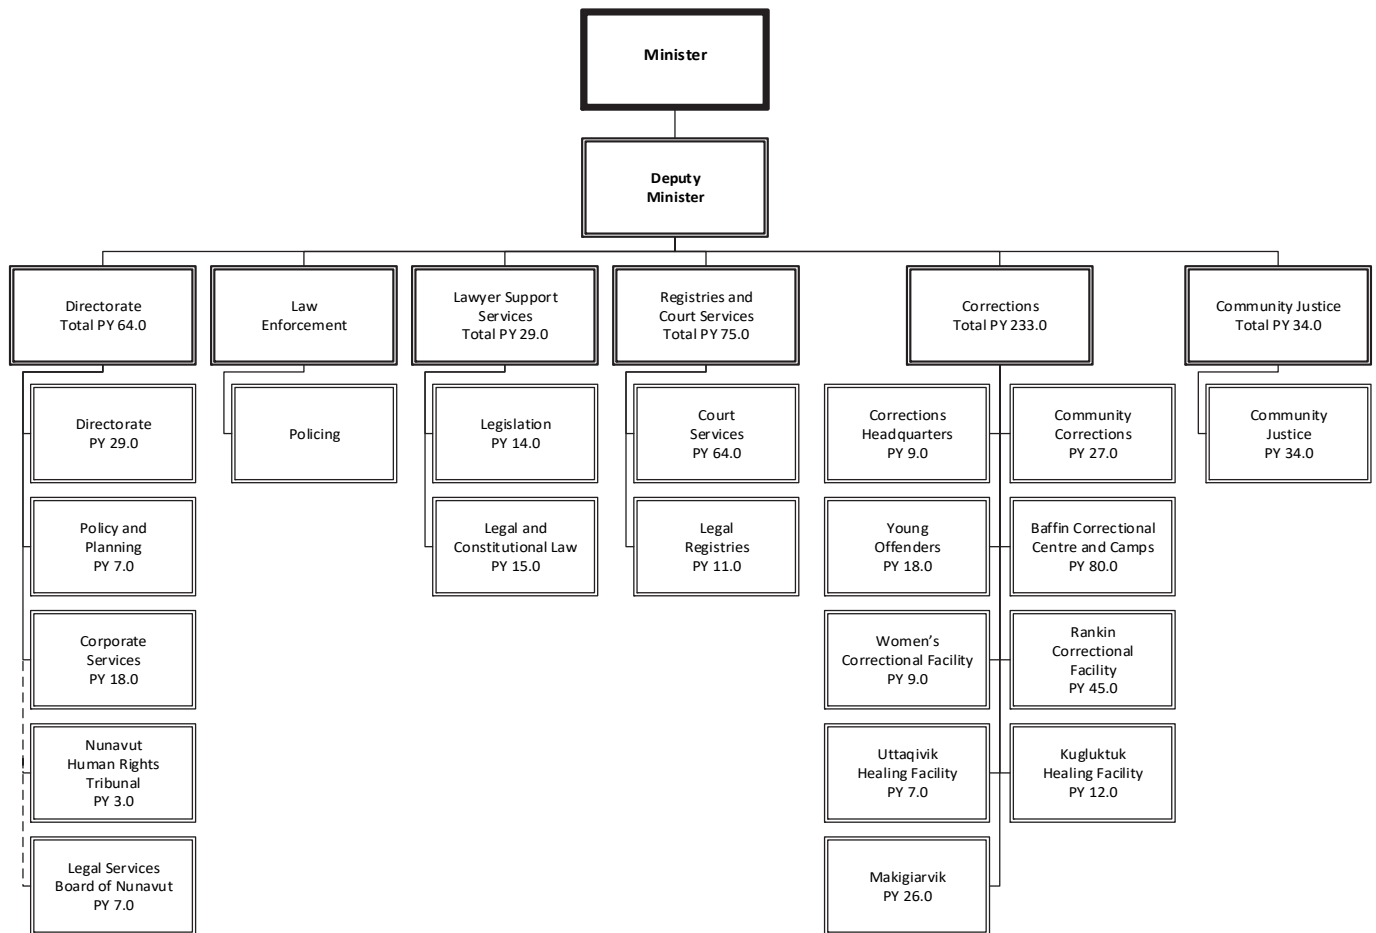 Minister
Deputy
Minister
Directorate
Total PY 64.0
Law
Enforcement
Lawyer Support
Services
Total PY 29.0
Registries and
Court Services
Total PY 75.0
Corrections
Total PY 233.0
Community Justice
Total PY 34.0
Directorate
PY 29.0
Policy and
Planning
PY 7.0
Corporate
Services
PY 18.0
Nunavut
Human Rights
Tribunal
PY 3.0
Legal Services
Board of Nunavut
PY 7.0
Policing
Legislation
PY 14.0
Legal and
Constitutional Law
PY 15.0
Court
Services
PY 64.0
Legal
Registries
PY 11.0
Corrections
Headquarters
PY 9.0
Community
Corrections
PY 27.0
Young
Offenders
PY 18.0
Baffin Correctional
Centre and Camps
PY 80.0
Women's
Correctional Facility
PY 9.0
Rankin
Correctional
Facility
PY 45.0
Uttaqivik
Healing Facility
PY 7.0
Kugluktuk
Healing Facility
PY 12.0
Makigiarvik
PY 26.0
Community
Justice
PY 34.0